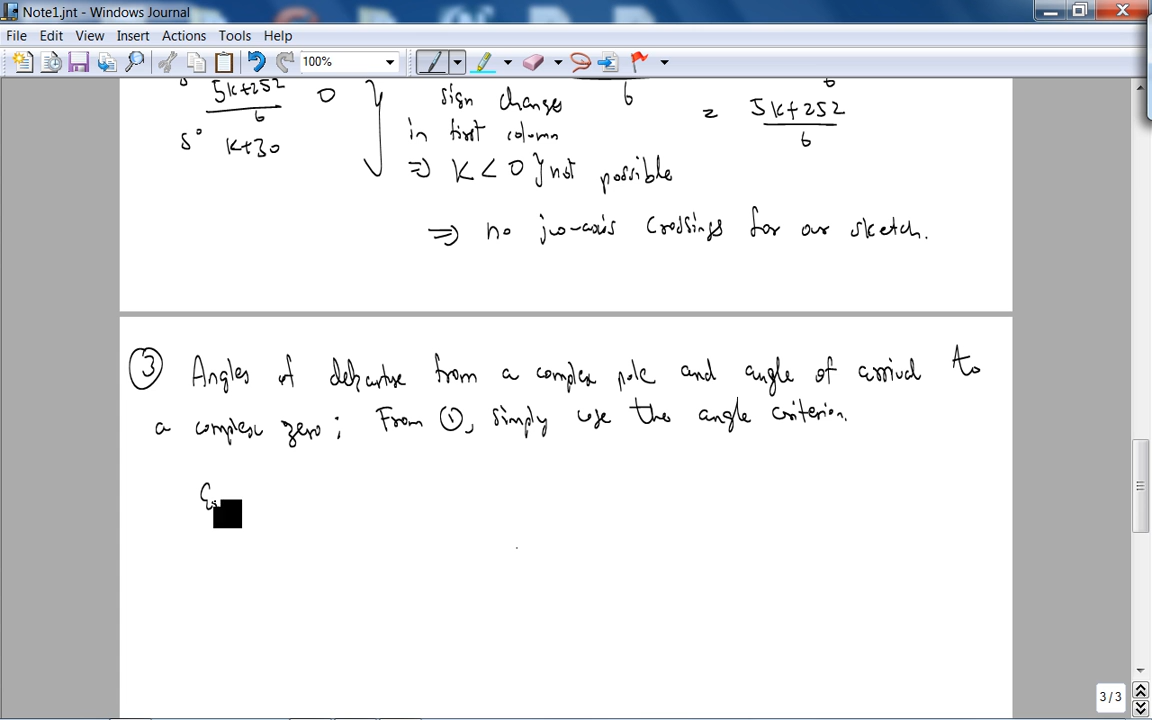 Note1.jnt - Windows Journal
File Edit View Insert Actions Tools Help
100%
5k+252
6
0
s⁰ k+30
sign changes
in first column
⇒ K < 0 } not possible
6
= 5k+252
6
⇒ no jω-axis crossings for our sketch.
③ Angles of departure from a complex pole and angle of arrival to
a complex zero; From ①, simply use the angle criterion.
3/3